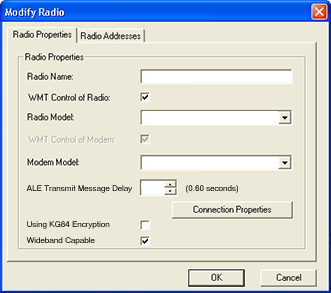 Modify Radio
Radio Properties Radio Addresses
Radio Properties
Radio Name:
WMT Control of Radio:
Radio Model:
WMT Control of Modem:
Modem Model:
ALE Transmit Message Delay (0.60 seconds)
Connection Properties
Using KG84 Encryption
Wideband Capable
OK Cancel